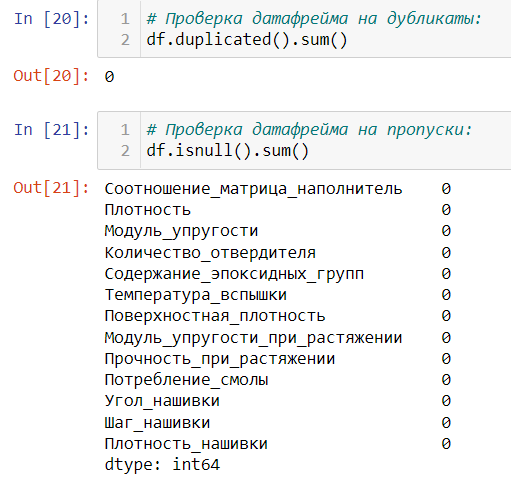 In [20]: 1 # Проверка датафрейма на дубликаты:
2 df.duplicated().sum()
Out[20]: 0
In [21]: 1 # Проверка датафрейма на пропуски:
2 df.isnull().sum()
Out[21]: Соотношение_матрица_наполнитель 0
Плотность 0
Модуль_упругости 0
Количество_отвердителя 0
Содержание_эпоксидных_групп 0
Температура_вспышки 0
Поверхностная_плотность 0
Модуль_упругости_при_растяжении 0
Прочность_при_растяжении 0
Потребление_смолы 0
Угол_нашивки 0
Шаг_нашивки 0
Плотность_нашивки 0
dtype: int64